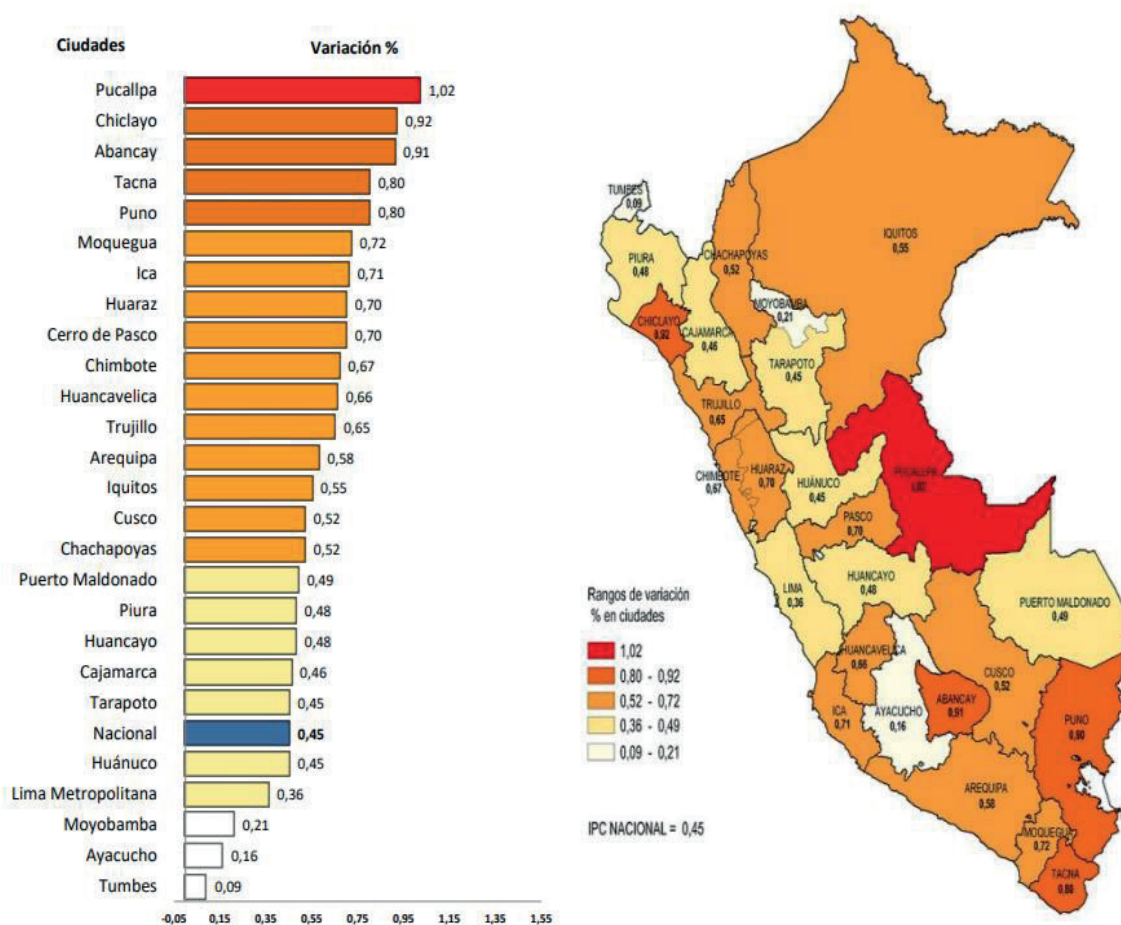 Ciudades Variación %
Pucallpa 1,02
Chiclayo 0,92
Abancay 0,91
Tacna 0,80
Puno 0,80
Moquegua 0,72
Ica 0,71
Huaraz 0,70
Cerro de Pasco 0,70
Chimbote 0,67
Huancavelica 0,66
Trujillo 0,65
Arequipa 0,58
Iquitos 0,55
Cusco 0,52
Chachapoyas 0,52
Puerto Maldonado 0,49
Piura 0,48
Huancayo 0,48
Cajamarca 0,46
Tarapoto 0,45
Nacional 0,45
Huánuco 0,45
Lima Metropolitana 0,36
Moyobamba 0,21
Ayacucho 0,16
Tumbes 0,09
-0,05 0,15 0,35 0,55 0,75 0,95 1,15 1,35 1,55
TUMBES
0,09
PIURA
0,48
CHACHAPOYAS
0,52
IQUITOS
0,55
MOYOBAMBA
0,21
CHICLAYO
0,92
CAJAMARCA
0,46
TARAPOTO
0,45
TRUJILLO
0,65
CHIMBOTE
0,67
HUARAZ
0,70
HUÁNUCO
0,45
PUCALLPA
1,02
PASCO
0,70
LIMA
0,36
HUANCAYO
0,48
PUERTO MALDONADO
0,49
HUANCAVELICA
0,66
CUSCO
0,52
ICA
0,71
AYACUCHO
0,16
ABANCAY
0,91
PUNO
0,80
AREQUIPA
0,58
MOQUEGUA
0,72
TACNA
0,80
Rangos de variación
% en ciudades
1,02
0,80 - 0,92
0,52 - 0,72
0,36 - 0,49
0,09 - 0,21
IPC NACIONAL = 0,45